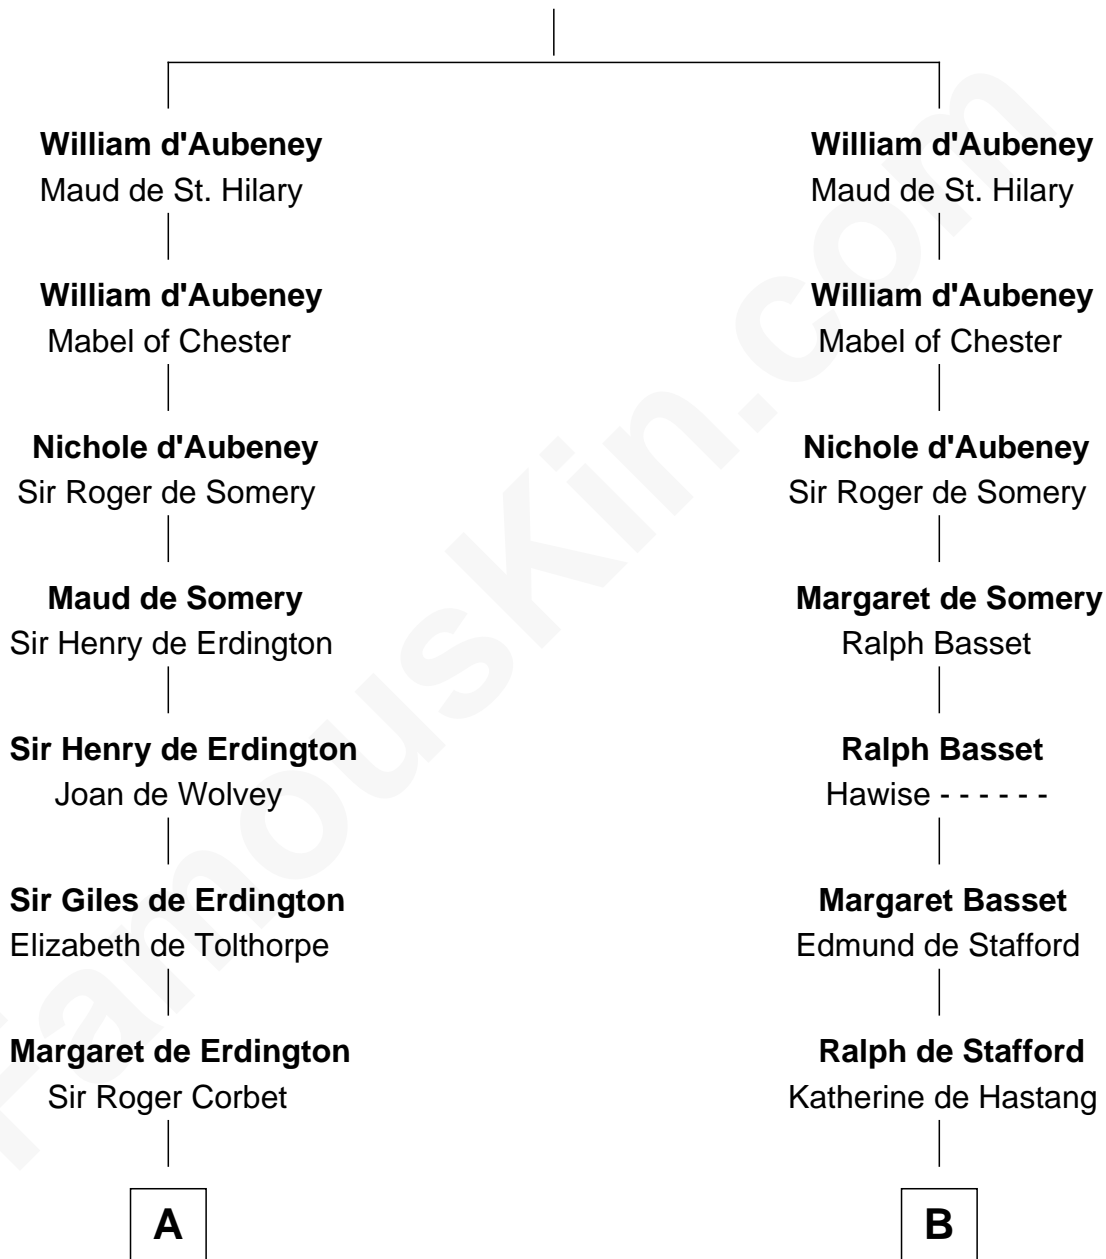 William d'Aubeney
Maud de St. Hilary
William d'Aubeney
Mabel of Chester
Nichole d'Aubeney
Sir Roger de Somery
Maud de Somery
Sir Henry de Erdington
Sir Henry de Erdington
Joan de Wolvey
Sir Giles de Erdington
Elizabeth de Tolthorpe
Margaret de Erdington
Sir Roger Corbet
A
William d'Aubeney
Maud de St. Hilary
William d'Aubeney
Mabel of Chester
Nichole d'Aubeney
Sir Roger de Somery
Margaret de Somery
Ralph Basset
Ralph Basset
Hawise - - - - - -
Margaret Basset
Edmund de Stafford
Ralph de Stafford
Katherine de Hastang
B
FamousKin.com